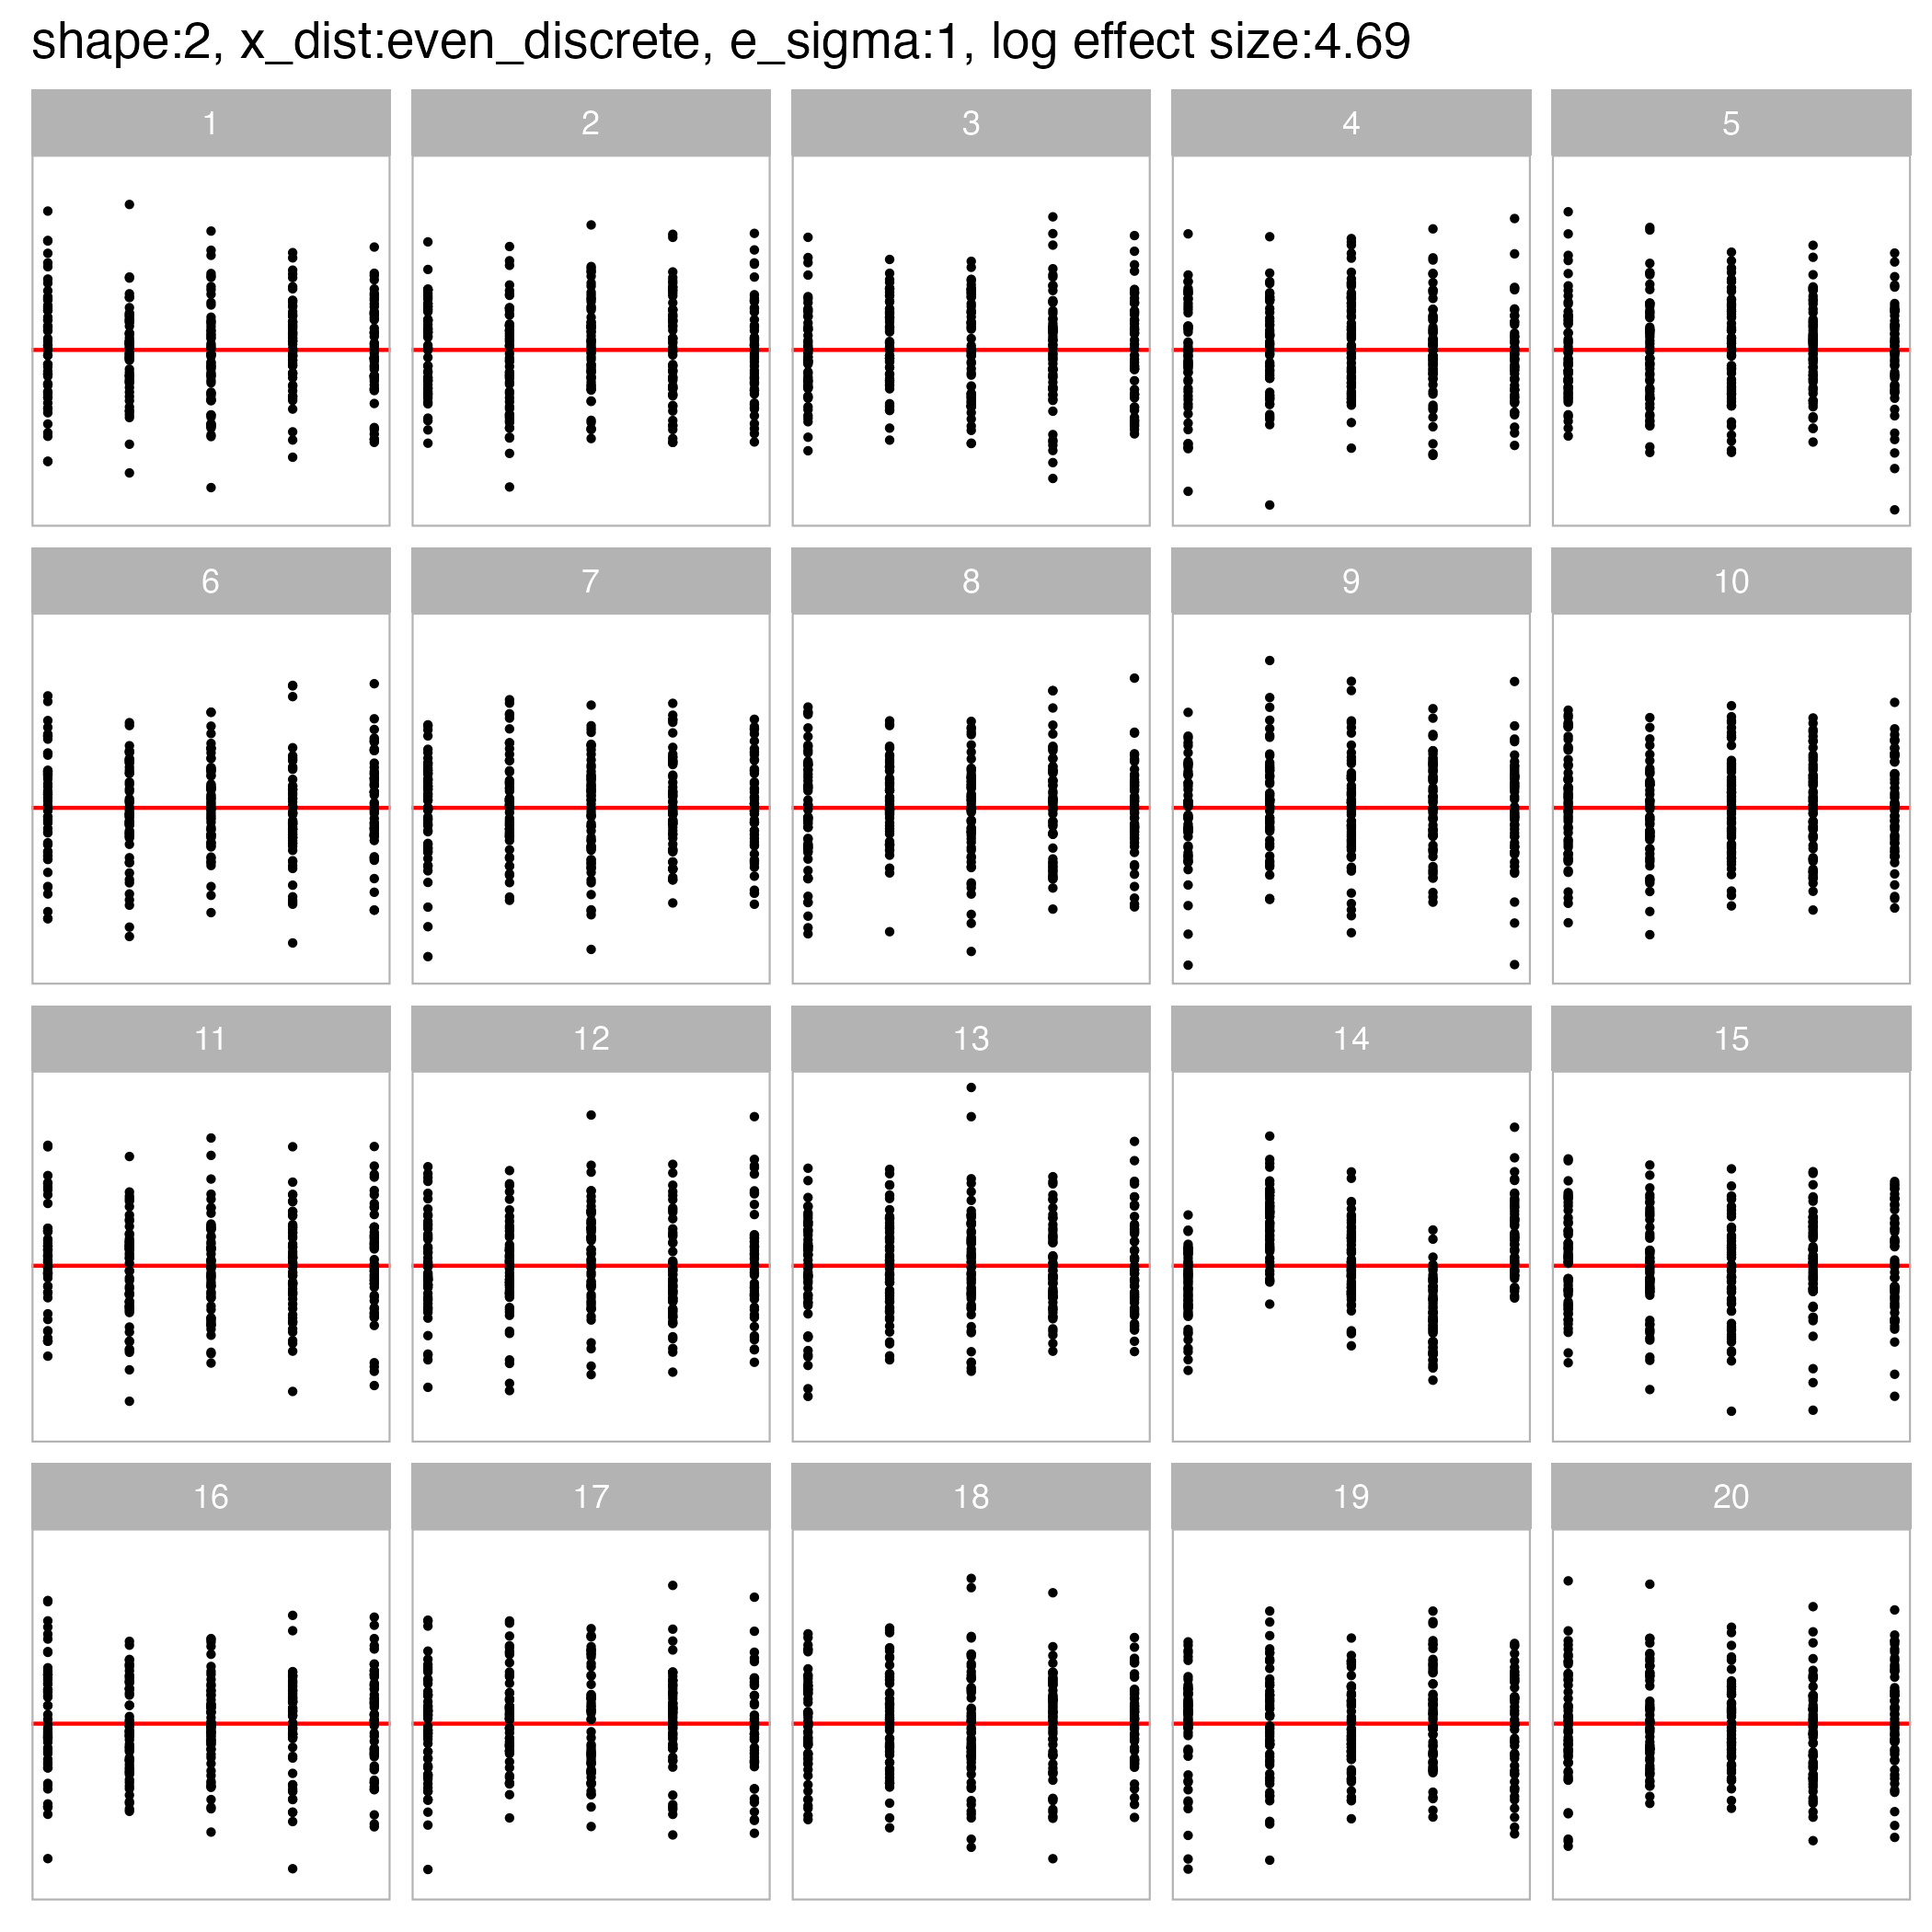 shape:2, x_dist:even_discrete, e_sigma:1, log effect size:4.69
1 2 3 4 5
6 7 8 9 10
11 12 13 14 15
16 17 18 19 20